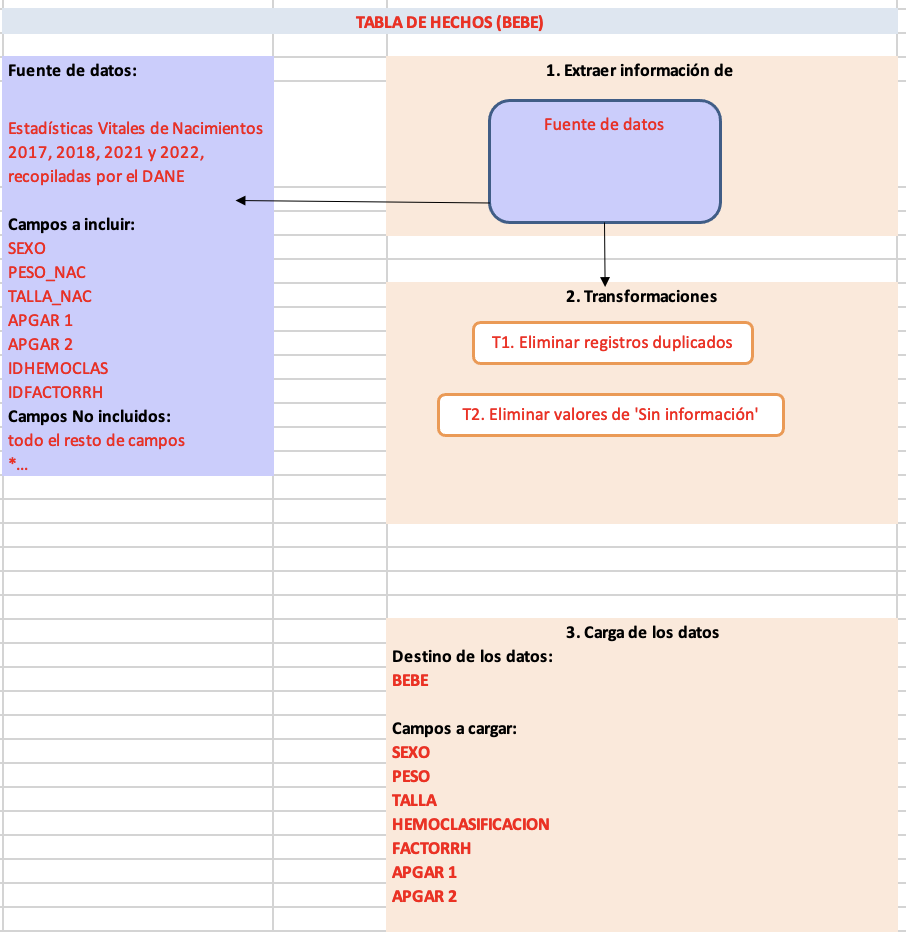 TABLA DE HECHOS (BEBE)
Fuente de datos:
Estadísticas Vitales de Nacimientos
2017, 2018, 2021 y 2022,
recopiladas por el DANE
Campos a incluir:
SEXO
PESO_NAC
TALLA_NAC
APGAR 1
APGAR 2
IDHEMOCLAS
IDFACTORRH
Campos No incluidos:
todo el resto de campos
*...
1. Extraer información de
Fuente de datos
2. Transformaciones
T1. Eliminar registros duplicados
T2. Eliminar valores de 'Sin información'
3. Carga de los datos
Destino de los datos:
BEBE
Campos a cargar:
SEXO
PESO
TALLA
HEMOCLASIFICACION
FACTORRH
APGAR 1
APGAR 2